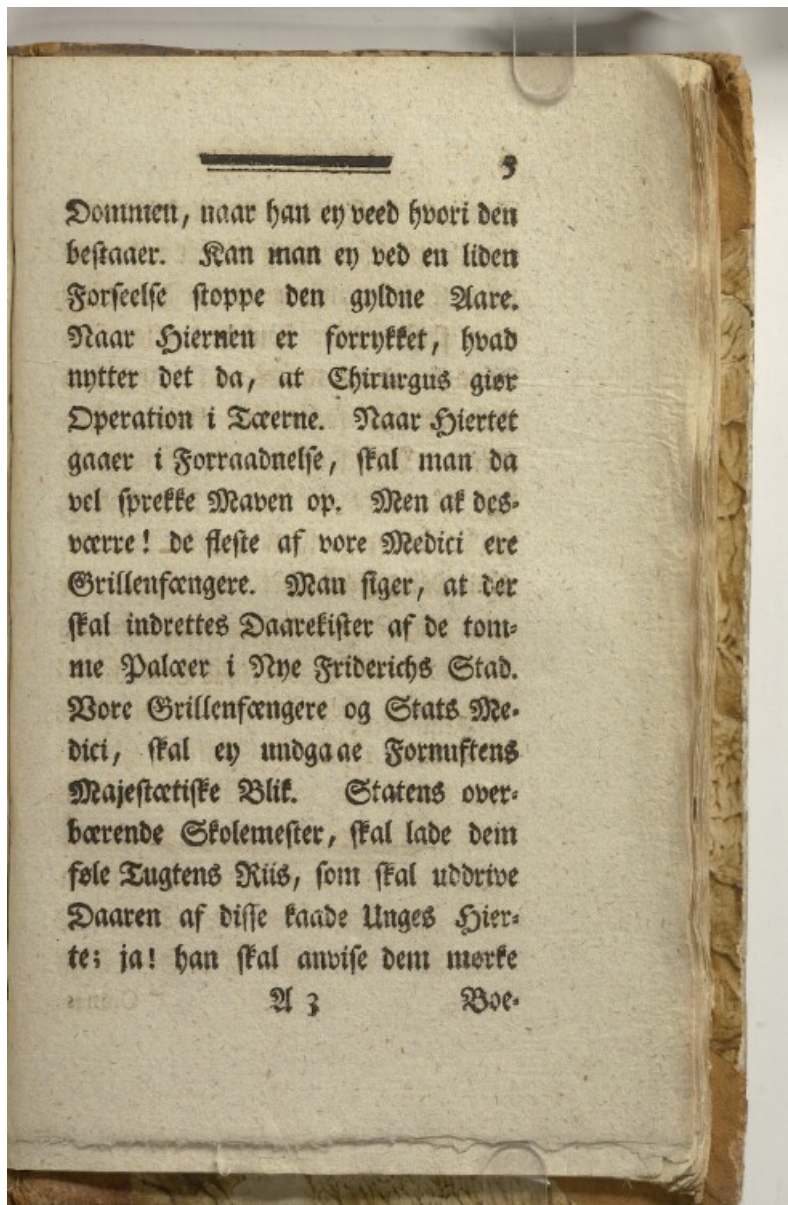 5
Dommen, naar han ey veed hvori den
bestaaer. Kan man ey ved en liden
Forseelse stoppe den gyldne Aare.
Naar Hiernen er forrykket, hvad
nytter det da, at Chirurgus giør
Operation i Tæerne. Naar Hiertet
gaaer i Forraadnelse, skal man da
vel sprekke Maven op. Men ak des-
værre! de fleste af vore Medici ere
Grillenfængere. Man siger, at der
skal indrettes Daarekister af de tom-
me Palæer i Nye Friderichs Stad.
Vore Grillenfængere og Stats Me-
dici, skal ey undgaae Fornuftens
Majestætiske Blik. Statens over-
bærende Skolemester, skal lade dem
føle Tugtens Riis, som skal uddrive
Daaren af disse kaade Unges Hier-
te; ja! han skal anvise dem mørke
A 3 Boe-